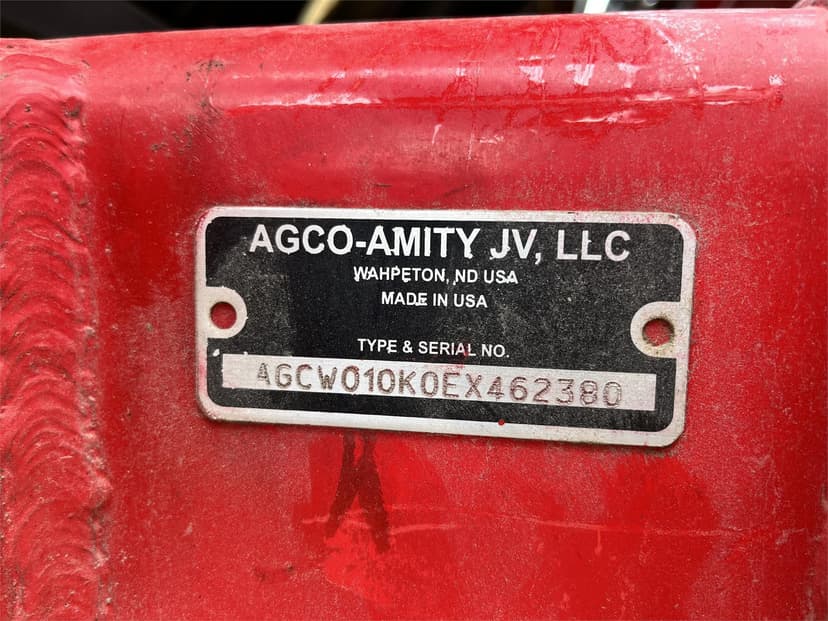 AGCO-AMITY JV, LLC
WAHPETON, ND USA
MADE IN USA
TYPE & SERIAL NO.
AGCW010K0EX462380